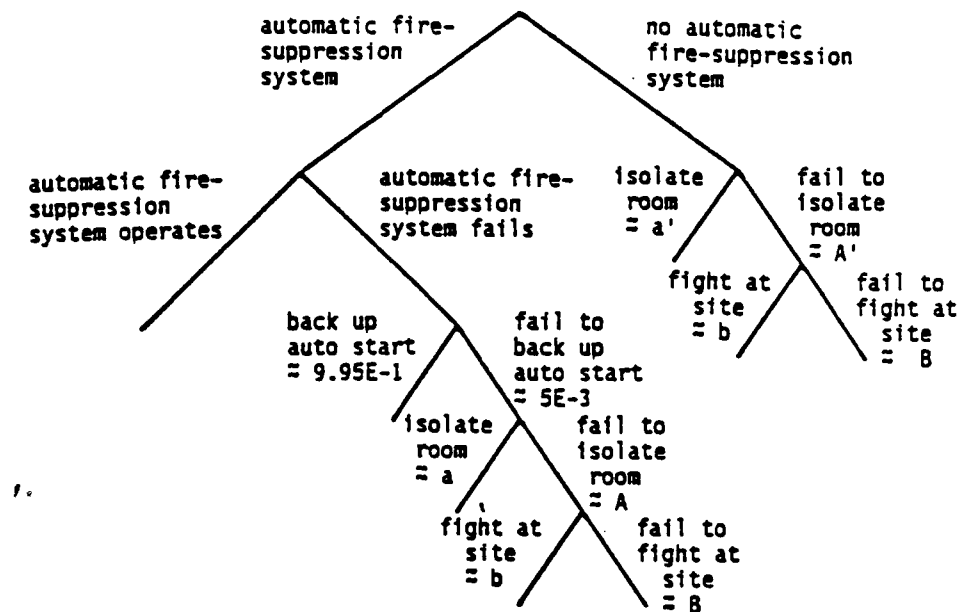 automatic fire-
suppression
system
no automatic
fire-suppression
system
automatic fire-
suppression
system operates
automatic fire-
suppression
system fails
isolate
room
≈ a'
fail to
isolate
room
≈ A'
fight at
site
≈ b
fail to
fight at
site
≈ B
back up
auto start
≈ 9.95E-1
fail to
back up
auto start
≈ 5E-3
isolate
room
≈ a
fail to
isolate
room
≈ A
fight at
site
≈ b
fail to
fight at
site
≈ B